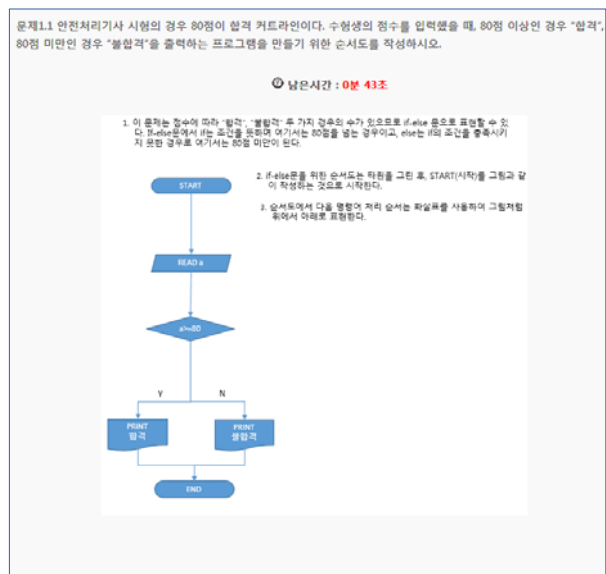 문제1.1 안전처리기사 시험의 경우 80점이 합격 커트라인이다. 수험생의 점수를 입력했을 때, 80점 이상인 경우 "합격",
80점 미만인 경우 "불합격"을 출력하는 프로그램을 만들기 위한 순서도를 작성하시오.
남은시간 : 0분 43초
1. 이 문제는 점수에 따라 "합격", "불합격" 두 가지 경우의 수가 있으므로 if-else 문으로 표현할 수 있
다. If-else문에서 if는 조건을 뜻하며 여기서는 80점을 넘는 경우이고, else는 if의 조건을 충족시키
지 못한 경우로 여기서는 80점 미만이 된다.
2. if-else문을 위한 순서도는 타원을 그린 후, START(시작)를 그림과 같
이 작성하는 것으로 시작한다.
3. 순서도에서 다음 명령어 처리 순서는 화살표를 사용하여 그림처럼
위에서 아래로 표현한다.
START
READ a
a>=80
Y N
PRINT
합격
PRINT
불합격
END